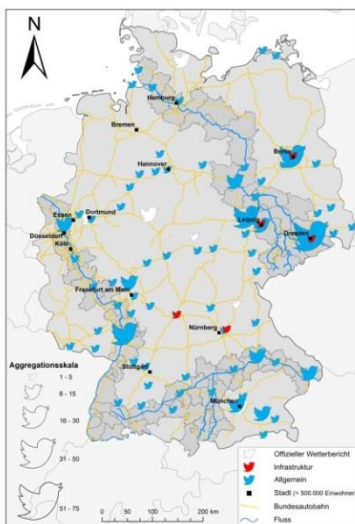 N
Hamburg
Bremen
Berlin
Hannover
Essen
Dortmund
Düsseldorf
Köln
Leipzig
Dresden
Frankfurt am Main
Nürnberg
Stuttgart
München
Aggregationsskala
1 - 5
6 - 15
16 - 30
31 - 50
51 - 75
0
100
200 km
Offizieller Wetterbericht
Infrastruktur
Allgemein
Stadt (> 500.000 Einwohner)
Bundesautobahn
Fluss